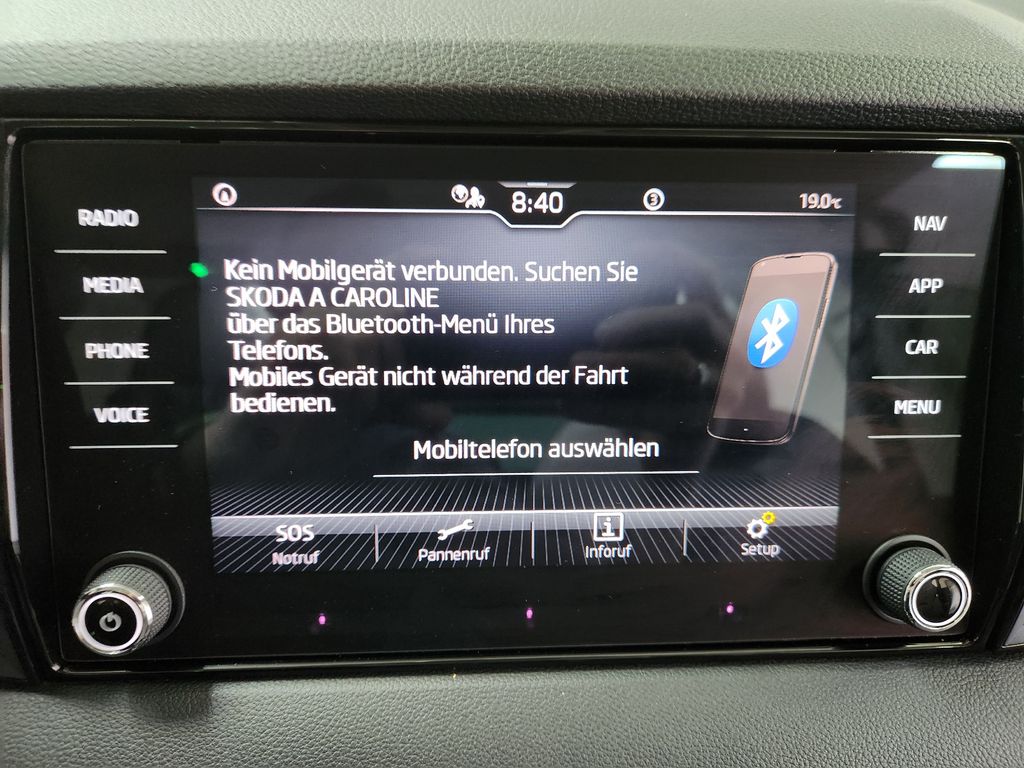 8:40
3
19.0°C
RADIO
MEDIA
PHONE
VOICE
Kein Mobilgerät verbunden. Suchen Sie
SKODA A CAROLINE
über das Bluetooth-Menü Ihres
Telefons.
Mobiles Gerät nicht während der Fahrt
bedienen.
Mobiltelefon auswählen
SOS
Notruf
Pannenruf
Inforuf
Setup
NAV
APP
CAR
MENU